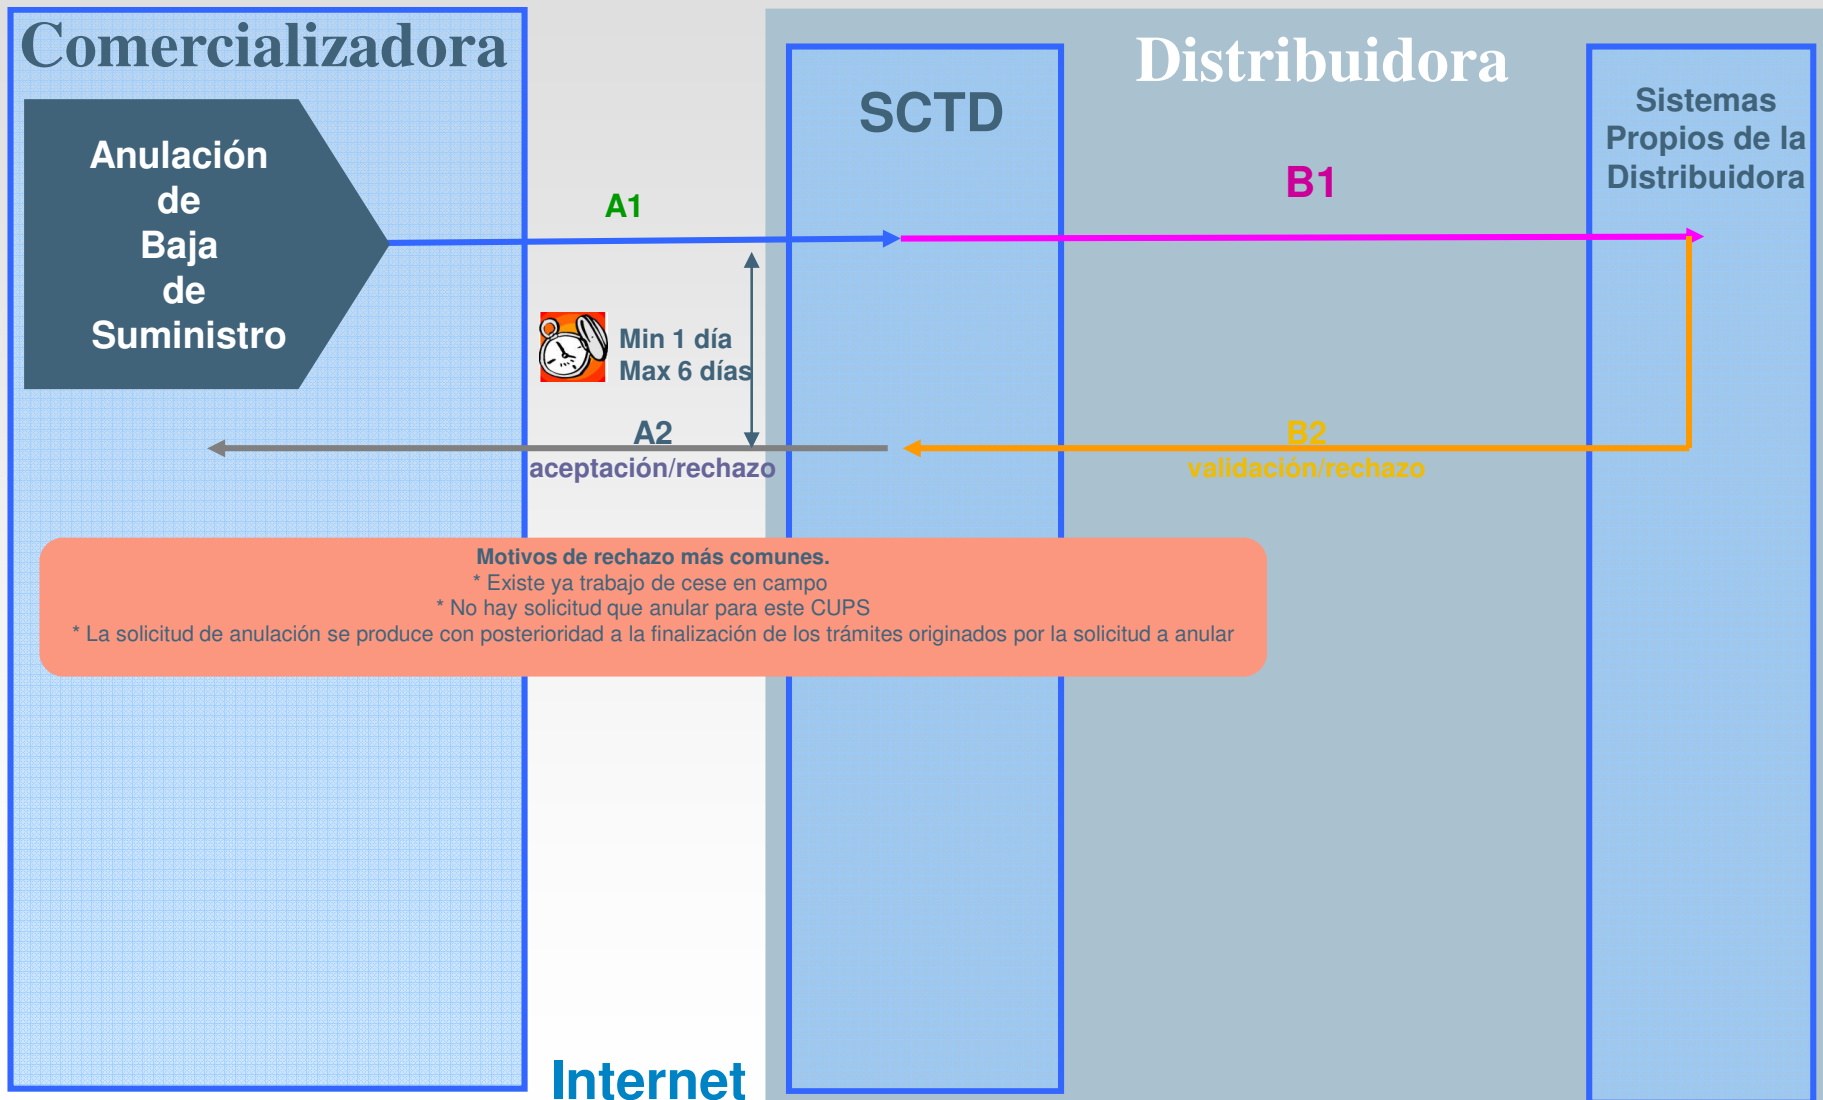 Comercializadora
Distribuidora
SCTD
Sistemas
Propios de la
Distribuidora
Anulación
de
Baja
de
Suministro
A1
B1
Min 1 día
Max 6 días
A2
aceptación/rechazo
B2
validación/rechazo
Motivos de rechazo más comunes.
* Existe ya trabajo de cese en campo
* No hay solicitud que anular para este CUPS
* La solicitud de anulación se produce con posterioridad a la finalización de los trámites originados por la solicitud a anular
Internet